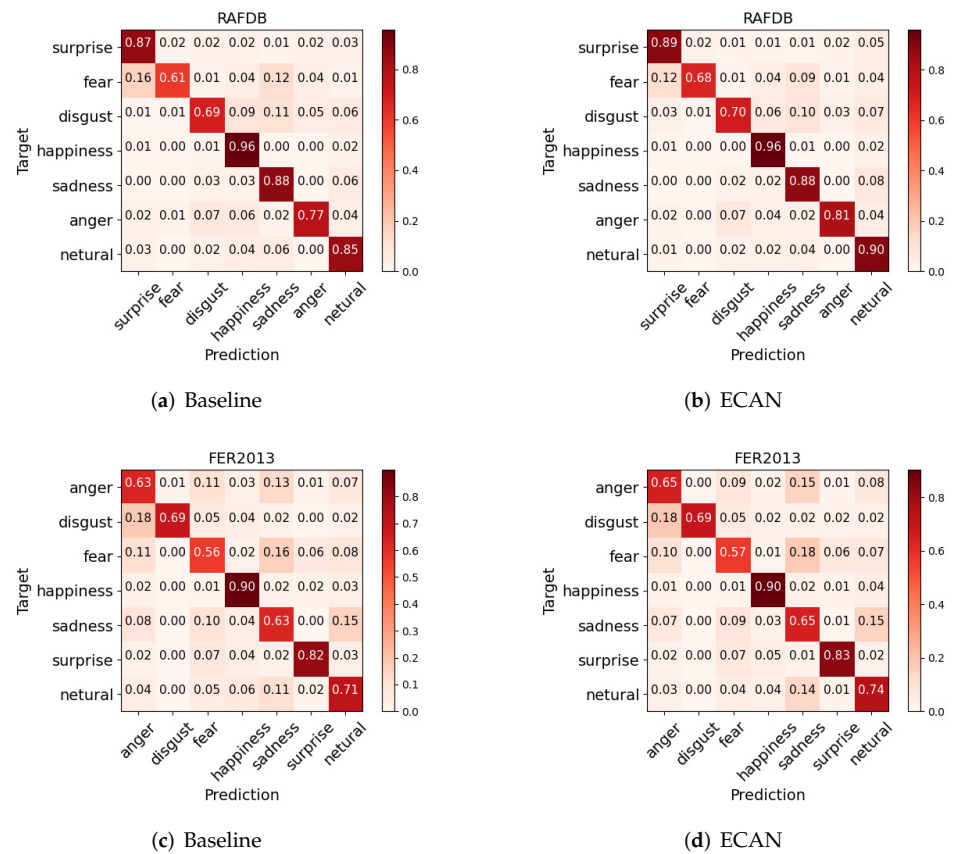 RAFDB
surprise 0.87 0.02 0.02 0.02 0.01 0.02 0.03
fear 0.16 0.61 0.01 0.04 0.12 0.04 0.01
disgust 0.01 0.01 0.69 0.09 0.11 0.05 0.06
happiness 0.01 0.00 0.01 0.96 0.00 0.00 0.02
sadness 0.00 0.00 0.03 0.03 0.88 0.00 0.06
anger 0.02 0.01 0.07 0.06 0.02 0.77 0.04
netural 0.03 0.00 0.02 0.04 0.06 0.00 0.85
Target
surprise fear disgust happiness sadness anger netural
Prediction
0.8
0.6
0.4
0.2
0.0
(a) Baseline
RAFDB
surprise 0.89 0.02 0.01 0.01 0.01 0.02 0.05
fear 0.12 0.68 0.01 0.04 0.09 0.01 0.04
disgust 0.03 0.01 0.70 0.06 0.10 0.03 0.07
happiness 0.01 0.00 0.00 0.96 0.01 0.00 0.02
sadness 0.00 0.00 0.02 0.02 0.88 0.00 0.08
anger 0.02 0.00 0.07 0.04 0.02 0.81 0.04
netural 0.01 0.00 0.02 0.02 0.04 0.00 0.90
Target
surprise fear disgust happiness sadness anger netural
Prediction
0.8
0.6
0.4
0.2
0.0
(b) ECAN
FER2013
anger 0.63 0.01 0.11 0.03 0.13 0.01 0.07
disgust 0.18 0.69 0.05 0.04 0.02 0.00 0.02
fear 0.11 0.00 0.56 0.02 0.16 0.06 0.08
happiness 0.02 0.00 0.01 0.90 0.02 0.02 0.03
sadness 0.08 0.00 0.10 0.04 0.63 0.00 0.15
surprise 0.02 0.00 0.07 0.04 0.02 0.82 0.03
netural 0.04 0.00 0.05 0.06 0.11 0.02 0.71
Target
anger disgust fear happiness sadness surprise netural
Prediction
0.8
0.7
0.6
0.5
0.4
0.3
0.2
0.1
0.0
(c) Baseline
FER2013
anger 0.65 0.00 0.09 0.02 0.15 0.01 0.08
disgust 0.18 0.69 0.05 0.02 0.02 0.02 0.02
fear 0.10 0.00 0.57 0.01 0.18 0.06 0.07
happiness 0.01 0.00 0.01 0.90 0.02 0.01 0.04
sadness 0.07 0.00 0.09 0.03 0.65 0.01 0.15
surprise 0.02 0.00 0.07 0.05 0.01 0.83 0.02
netural 0.03 0.00 0.04 0.04 0.14 0.01 0.74
Target
anger disgust fear happiness sadness surprise netural
Prediction
0.8
0.6
0.4
0.2
0.0
(d) ECAN